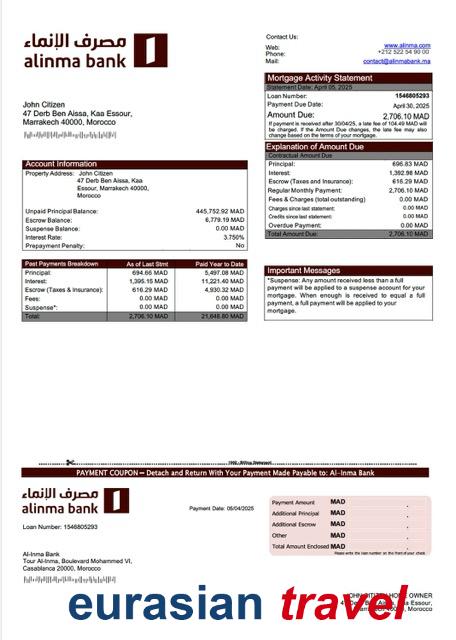 مصرف الإنماء
alinma bank
Contact Us:
Web: www.alinma.com
Phone: +212 522 54 90 00
Mail: contact@alinmabank.ma
Mortgage Activity Statement
Statement Date: April 05, 2025
Loan Number: 1546805293
Payment Due Date: April 30, 2025
Amount Due: 2,706.10 MAD
If payment is received after 30/04/25, a late fee of 104.49 MAD will
be charged. If the Amount Due changes, the late fee may also
change based on the terms of your mortgage.
John Citizen
47 Derb Ben Aissa, Kaa Essour,
Marrakech 40000, Morocco
Explanation of Amount Due
Contractual Amount Due
Principal: 696.83 MAD
Interest: 1,392.98 MAD
Escrow (Taxes and Insurance): 616.29 MAD
Regular Monthly Payment: 2,706.10 MAD
Fees & Charges (total outstanding) 0.00 MAD
Charges since last statement: 0.00 MAD
Credits since last statement: 0.00 MAD
Overdue Payment: 0.00 MAD
Total Amount Due: 2,706.10 MAD
Account Information
Property Address: John Citizen
47 Derb Ben Aissa, Kaa
Essour, Marrakech 40000,
Morocco
Unpaid Principal Balance: 445,752.92 MAD
Escrow Balance: 6,779.19 MAD
Suspense Balance: 0.00 MAD
Interest Rate: 3.750%
Prepayment Penalty: No
Past Payments Breakdown As of Last Stmt Paid Year to Date
Principal: 694.66 MAD 5,497.08 MAD
Interest: 1,395.15 MAD 11,221.40 MAD
Escrow (Taxes & Insurance): 616.29 MAD 4,930.32 MAD
Fees: 0.00 MAD 0.00 MAD
Suspense*: 0.00 MAD 0.00 MAD
Total: 2,706.10 MAD 21,648.80 MAD
Important Messages
*Suspense: Any amount received less than a full
payment will be applied to a suspense account for your
mortgage. When enough is received to equal a full
payment, a full payment will be applied to your
mortgage.
PAYMENT COUPON – Detach and Return With Your Payment Made Payable to: Al-Inma Bank
مصرف الإنماء
alinma bank
Loan Number: 1546805293
Payment Date: 05/04/2025
Payment Amount MAD
Additional Principal MAD
Additional Escrow MAD
Other MAD
Total Amount Enclosed MAD
Please write the loan number on the front of your check.
Al-Inma Bank
Tour Al-Inma, Boulevard Mohammed VI,
Casablanca 20000, Morocco
eurasian travel